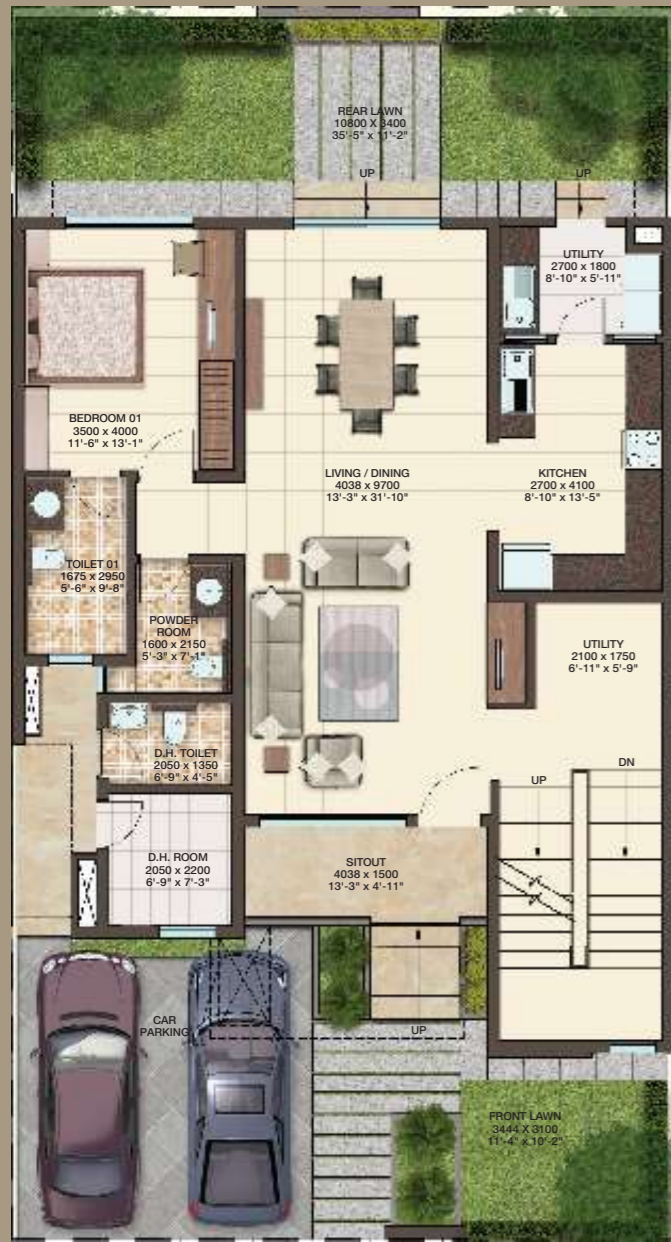 REAR LAWN
10800 X 3400
35'-5" x 11'-2"
UP
UP
UTILITY
2700 x 1800
8'-10" x 5'-11"
BEDROOM 01
3500 x 4000
11'-6" x 13'-1"
LIVING / DINING
4038 x 9700
13'-3" x 31'-10"
KITCHEN
2700 x 4100
8'-10" x 13'-5"
TOILET 01
1675 x 2950
5'-6" x 9'-8"
POWDER
ROOM
1600 x 2150
5'-3" x 7'-1"
UTILITY
2100 x 1750
6'-11" x 5'-9"
D.H. TOILET
2050 x 1350
6'-9" x 4'-5"
UP
DN
D.H. ROOM
2050 x 2200
6'-9" x 7'-3"
SITOUT
4038 x 1500
13'-3" x 4'-11"
CAR
PARKING
UP
FRONT LAWN
3444 X 3100
11'-4" x 10'-2"